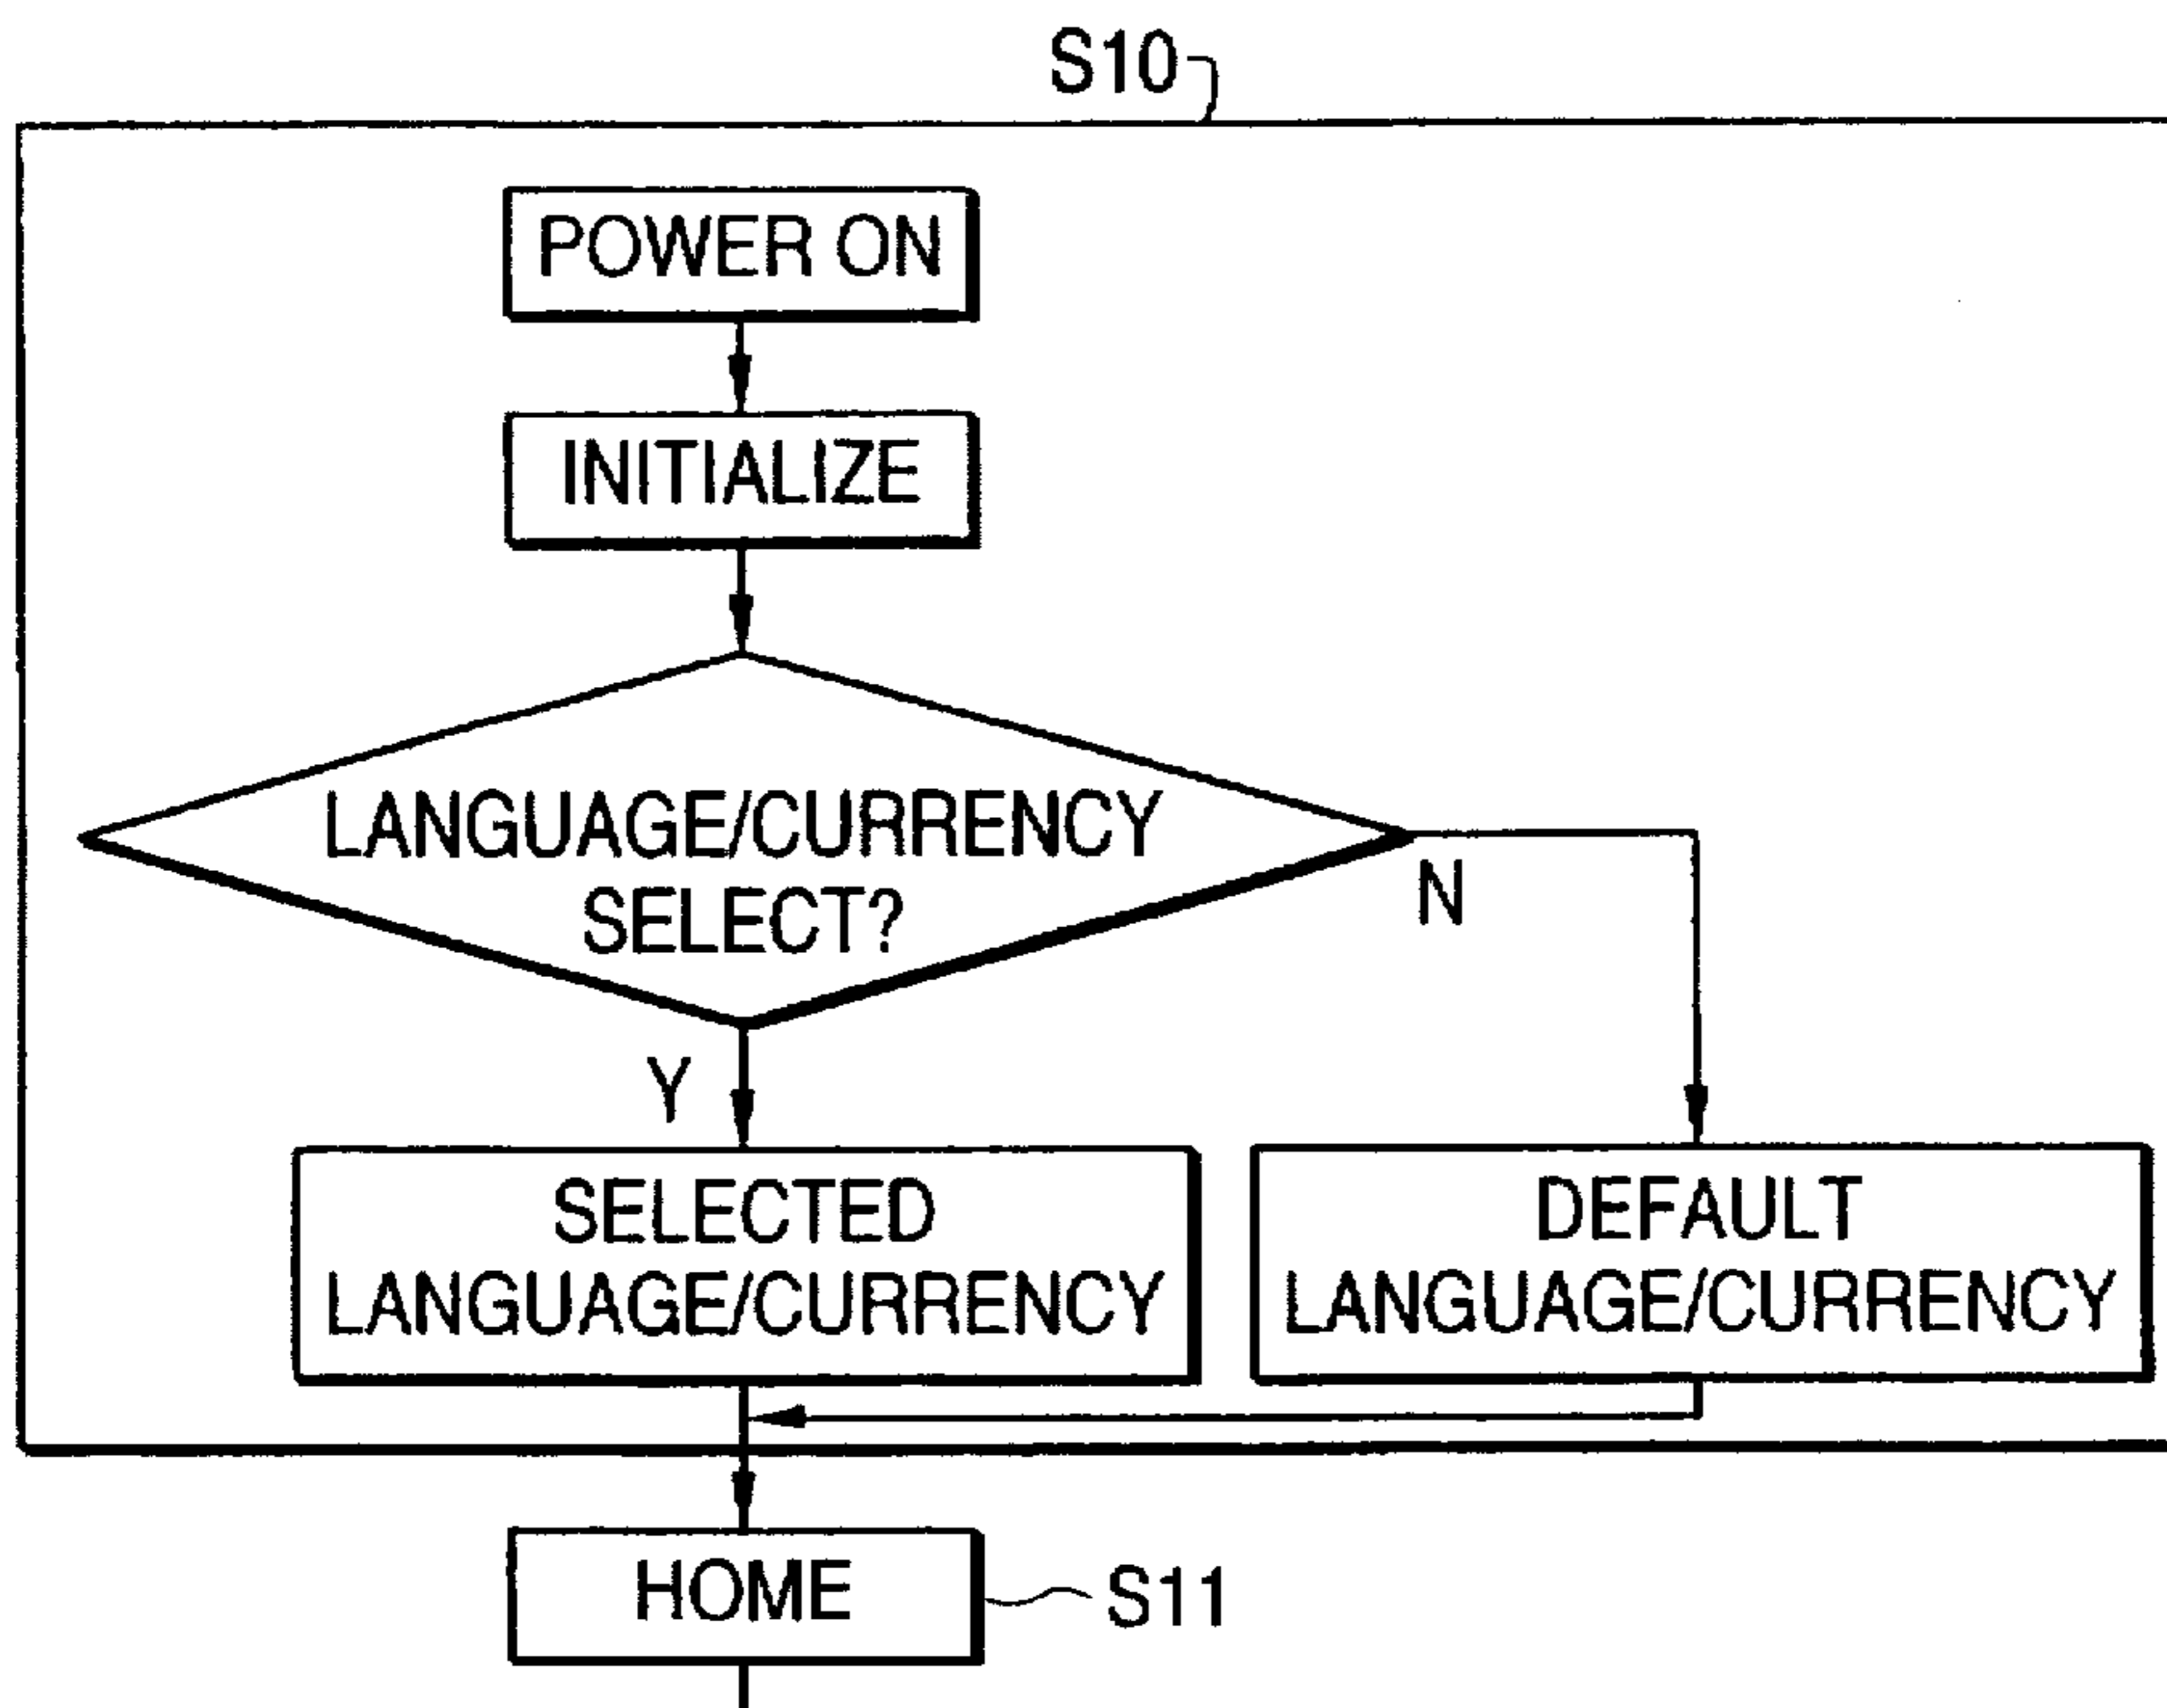 S10
POWER ON
INITIALIZE
LANGUAGE/CURRENCY
SELECT?
N
Y
SELECTED
LANGUAGE/CURRENCY
DEFAULT
LANGUAGE/CURRENCY
HOME
S11